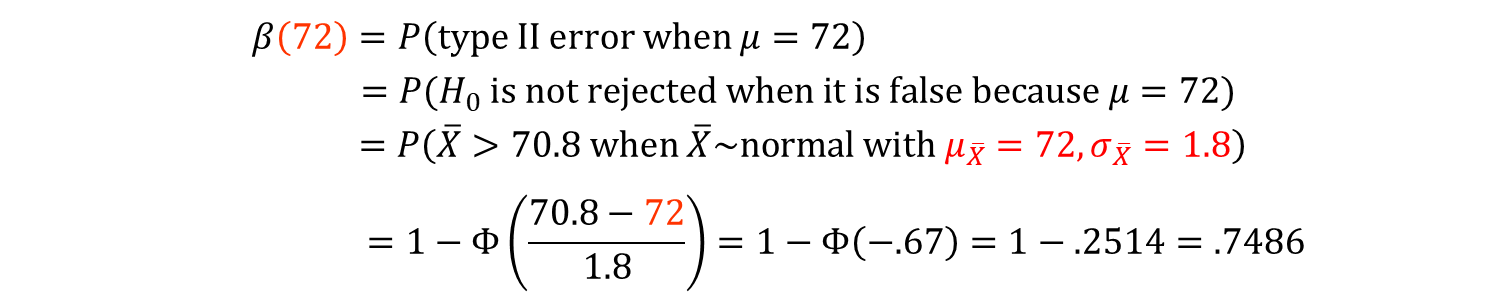 β(72) = P(type II error when μ = 72)
= P(H₀ is not rejected when it is false because μ = 72)
= P(X̄ > 70.8 when X̄~normal with μ_X̄ = 72, σ_X̄ = 1.8)
= 1 − Φ((70.8 − 72)/1.8) = 1 − Φ(−.67) = 1 − .2514 = .7486